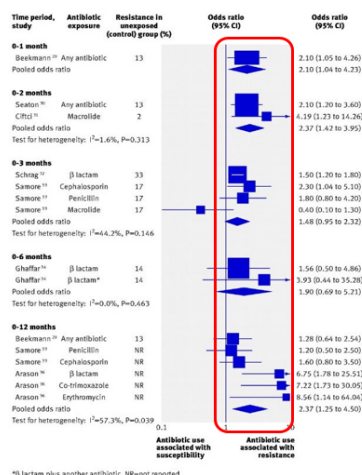 Time period, study Antibiotic exposure Resistance in unexposed (control) group (%) Odds ratio (95% CI) Odds ratio (95% CI)
0-1 month
Beekmann Any antibiotic 13 2.10 (1.05 to 4.26)
Pooled odds ratio 2.10 (1.04 to 4.23)
0-2 months
Seaton Any antibiotic 13 2.10 (1.20 to 3.60)
Ciftci Macrolide 2 4.19 (1.23 to 14.26)
Pooled odds ratio 2.37 (1.42 to 3.95)
Test for heterogeneity: I²=1.6%, P=0.313
0-3 months
Schrag β lactam 33 1.50 (1.20 to 1.80)
Samore Cephalosporin 17 2.30 (1.04 to 5.10)
Samore Penicillin 17 1.80 (0.80 to 4.20)
Samore Macrolide 17 0.40 (0.10 to 1.30)
Pooled odds ratio 1.48 (0.95 to 2.32)
Test for heterogeneity: I²=44.2%, P=0.146
0-6 months
Ghaffar β lactam 14 1.56 (0.50 to 4.86)
Ghaffar β lactam* 14 3.93 (0.44 to 35.28)
Pooled odds ratio 1.90 (0.69 to 5.21)
Test for heterogeneity: I²=0.0%, P=0.463
0-12 months
Beekmann Any antibiotic 13 1.28 (0.64 to 2.54)
Samore Penicillin NR 1.20 (0.50 to 2.50)
Samore Cephalosporin NR 1.60 (0.80 to 3.50)
Arason β lactam NR 6.75 (1.78 to 25.51)
Arason Co-trimoxazole NR 7.22 (1.73 to 30.05)
Arason Erythromycin NR 8.56 (1.14 to 64.04)
Pooled odds ratio 2.37 (1.25 to 4.50)
Test for heterogeneity: I²=57.3%, P=0.039
0.1 1 10
Antibiotic use associated with susceptibility Antibiotic use associated with resistance
*β lactam plus another antibiotic NR=not reported